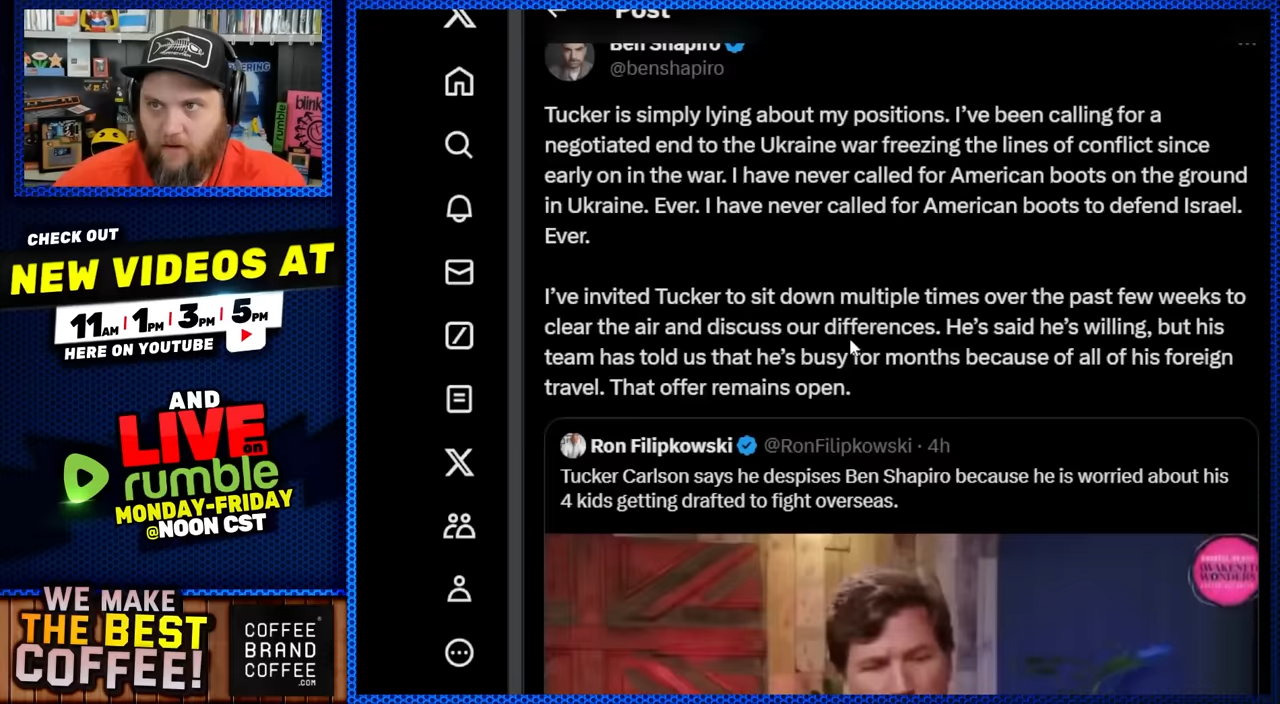 CHECK OUT
NEW VIDEOS AT
11AM | 1PM | 3PM | 5PM
HERE ON YOUTUBE
AND
LIVE on
rumble
MONDAY-FRIDAY
@NOON CST
WE MAKE
THE BEST
COFFEE!
COFFEE
BRAND
COFFEE
.COM
rumble
blink
Post
Ben Shapiro
@benshapiro
Tucker is simply lying about my positions. I’ve been calling for a
negotiated end to the Ukraine war freezing the lines of conflict since
early on in the war. I have never called for American boots on the ground
in Ukraine. Ever. I have never called for American boots to defend Israel.
Ever.
I’ve invited Tucker to sit down multiple times over the past few weeks to
clear the air and discuss our differences. He’s said he’s willing, but his
team has told us that he’s busy for months because of all of his foreign
travel. That offer remains open.
Ron Filipkowski @RonFilipkowski · 4h
Tucker Carlson says he despises Ben Shapiro because he is worried about his
4 kids getting drafted to fight overseas.
AWAKENED
WONDERS